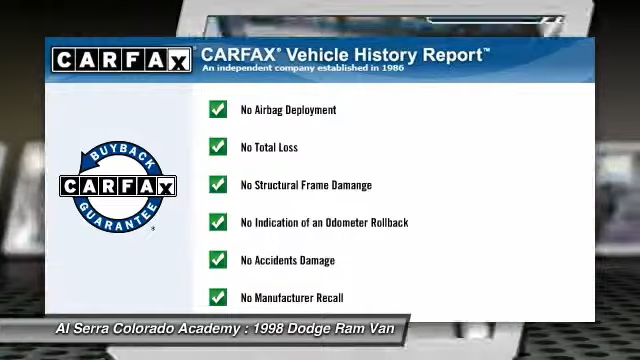 CARFAX CARFAX® Vehicle History Report™
An independent company established in 1986
No Airbag Deployment
No Total Loss
No Structural Frame Damange
No Indication of an Odometer Rollback
No Accidents Damage
No Manufacturer Recall
BUYBACK
CARFAX
GUARANTEE®
Al Serra Colorado Academy : 1998 Dodge Ram Van